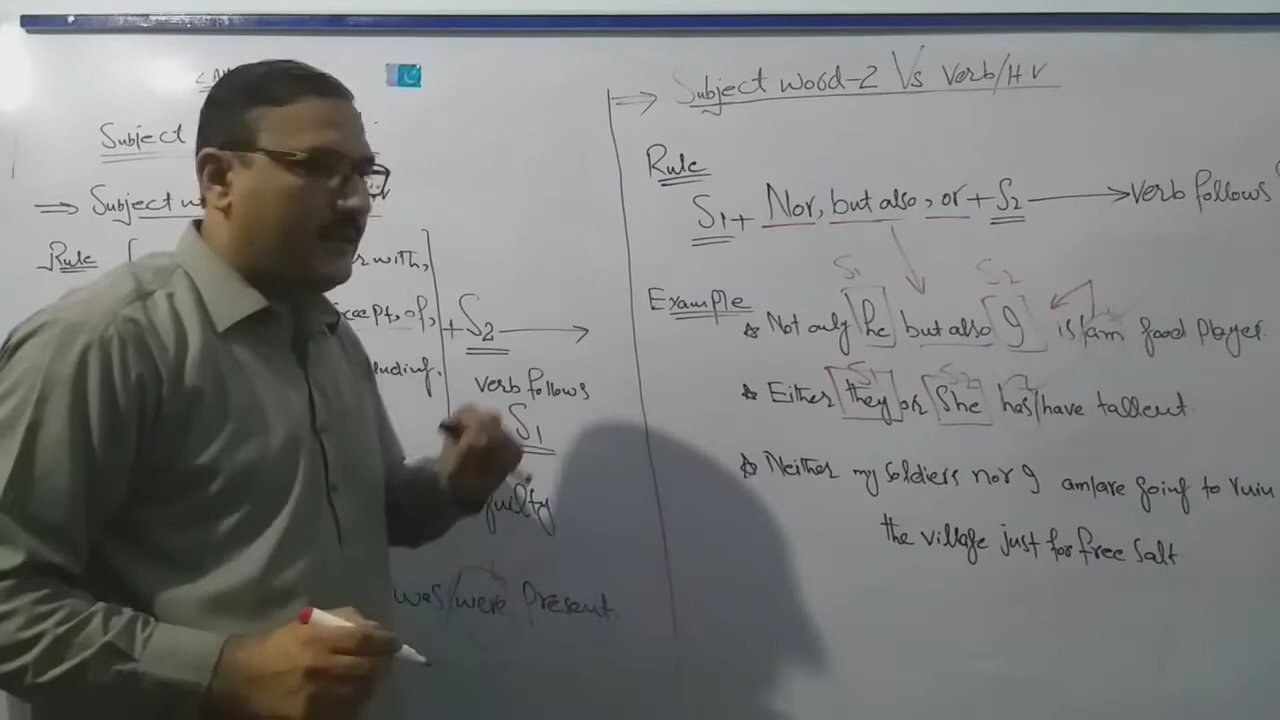 Subject
⇒ Subject
Rule [ with,
except, of,
+ S2 →
verb follows
S1
guilty
was/were present.
⇒ Subject wood-2 Vs Verb/H V
Rule
S1 + Nor, but also, or + S2 → verb follows
S1 S2
Example
☆ Not only he but also I is/am good player.
S1 S2
☆ Either they or She has/have tallent
☆ Neither my Soldiers nor I am/are going to ruin
the village just for free Salt